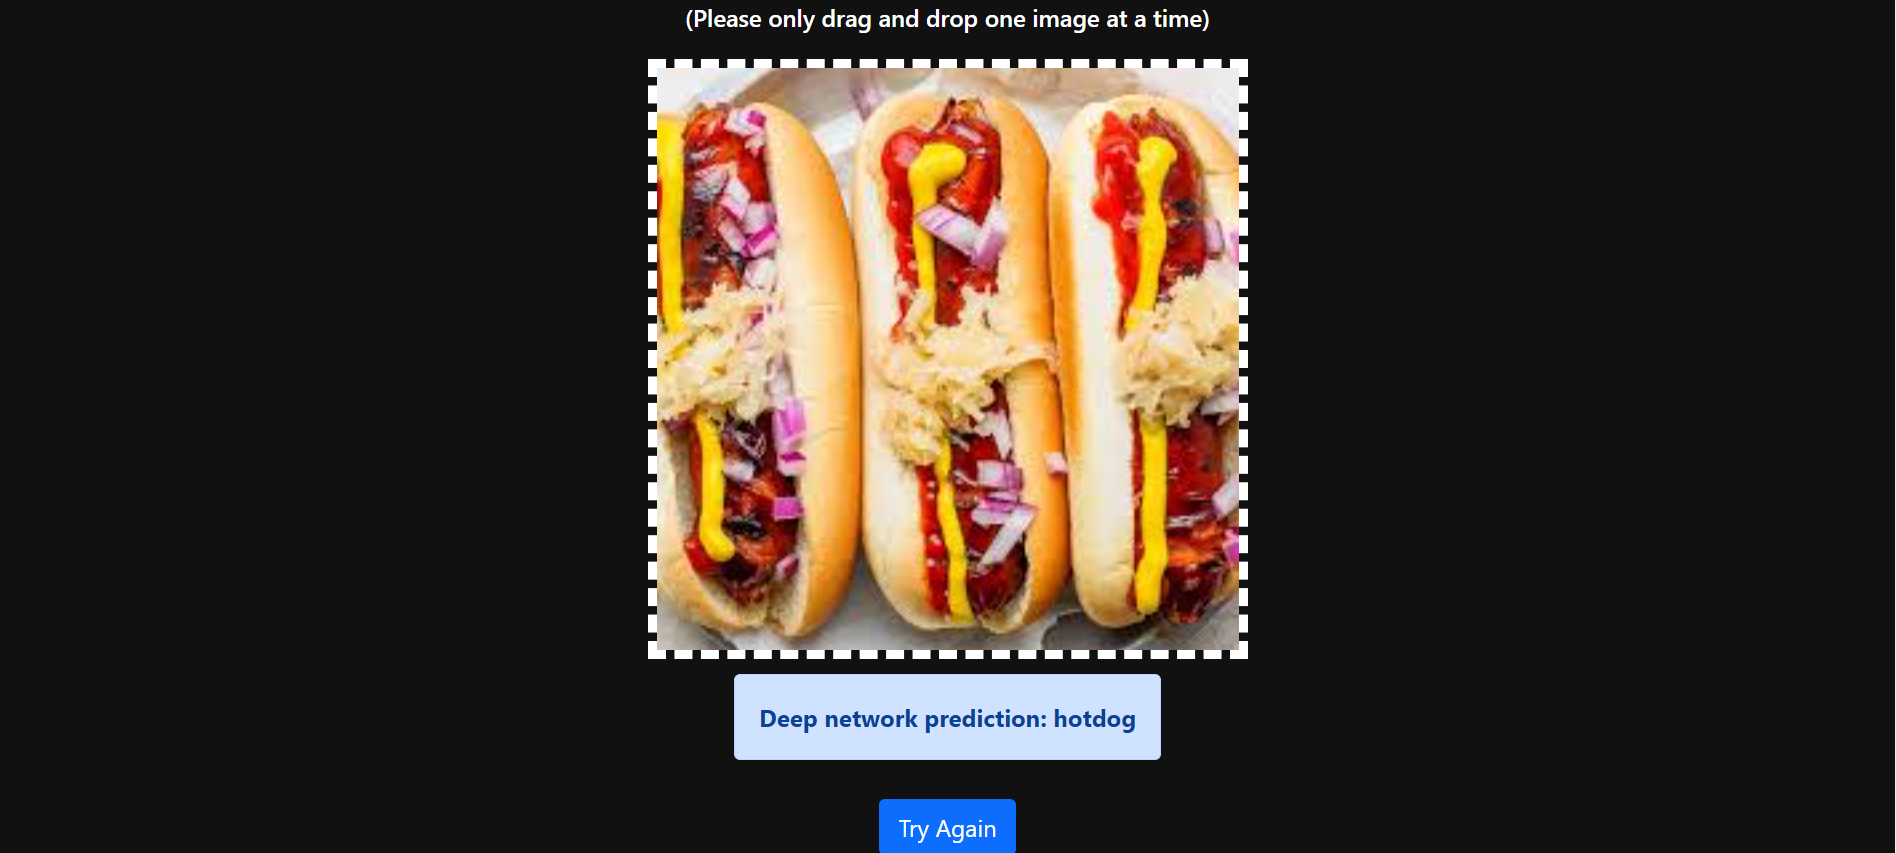 (Please only drag and drop one image at a time)
Deep network prediction: hotdog
Try Again